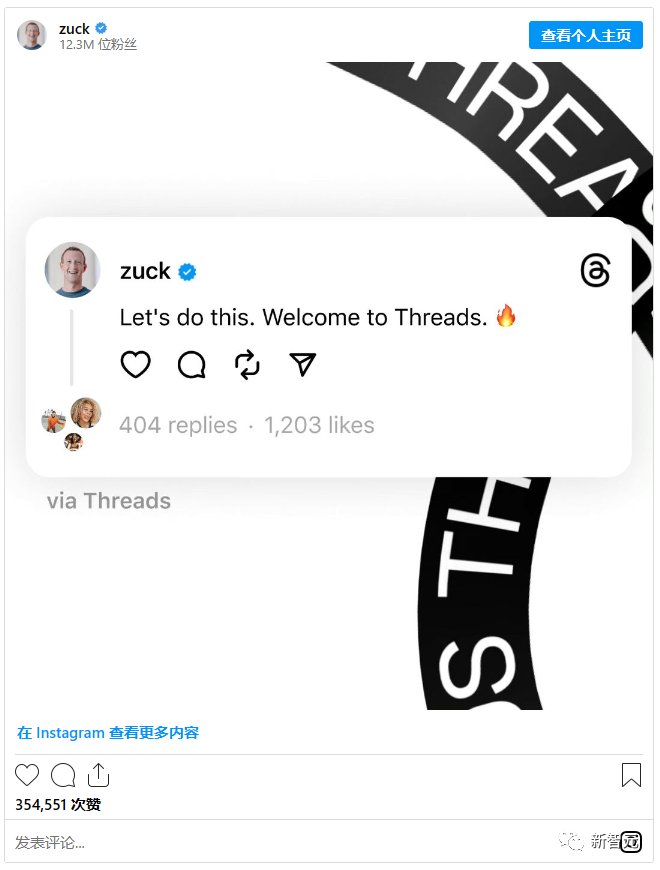 zuck
12.3M 位粉丝
查看个人主页
THREA
zuck
Let's do this. Welcome to Threads. 🔥
404 replies · 1,203 likes
via Threads
S TH
在 Instagram 查看更多内容
354,551 次赞
发表评论...
新智元